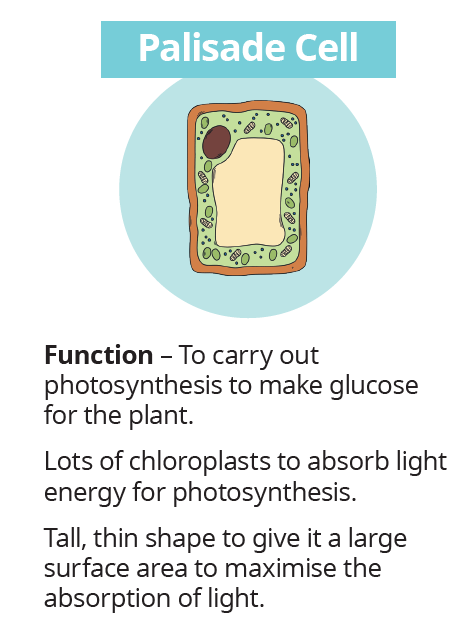 Palisade Cell
Function – To carry out
photosynthesis to make glucose
for the plant.
Lots of chloroplasts to absorb light
energy for photosynthesis.
Tall, thin shape to give it a large
surface area to maximise the
absorption of light.